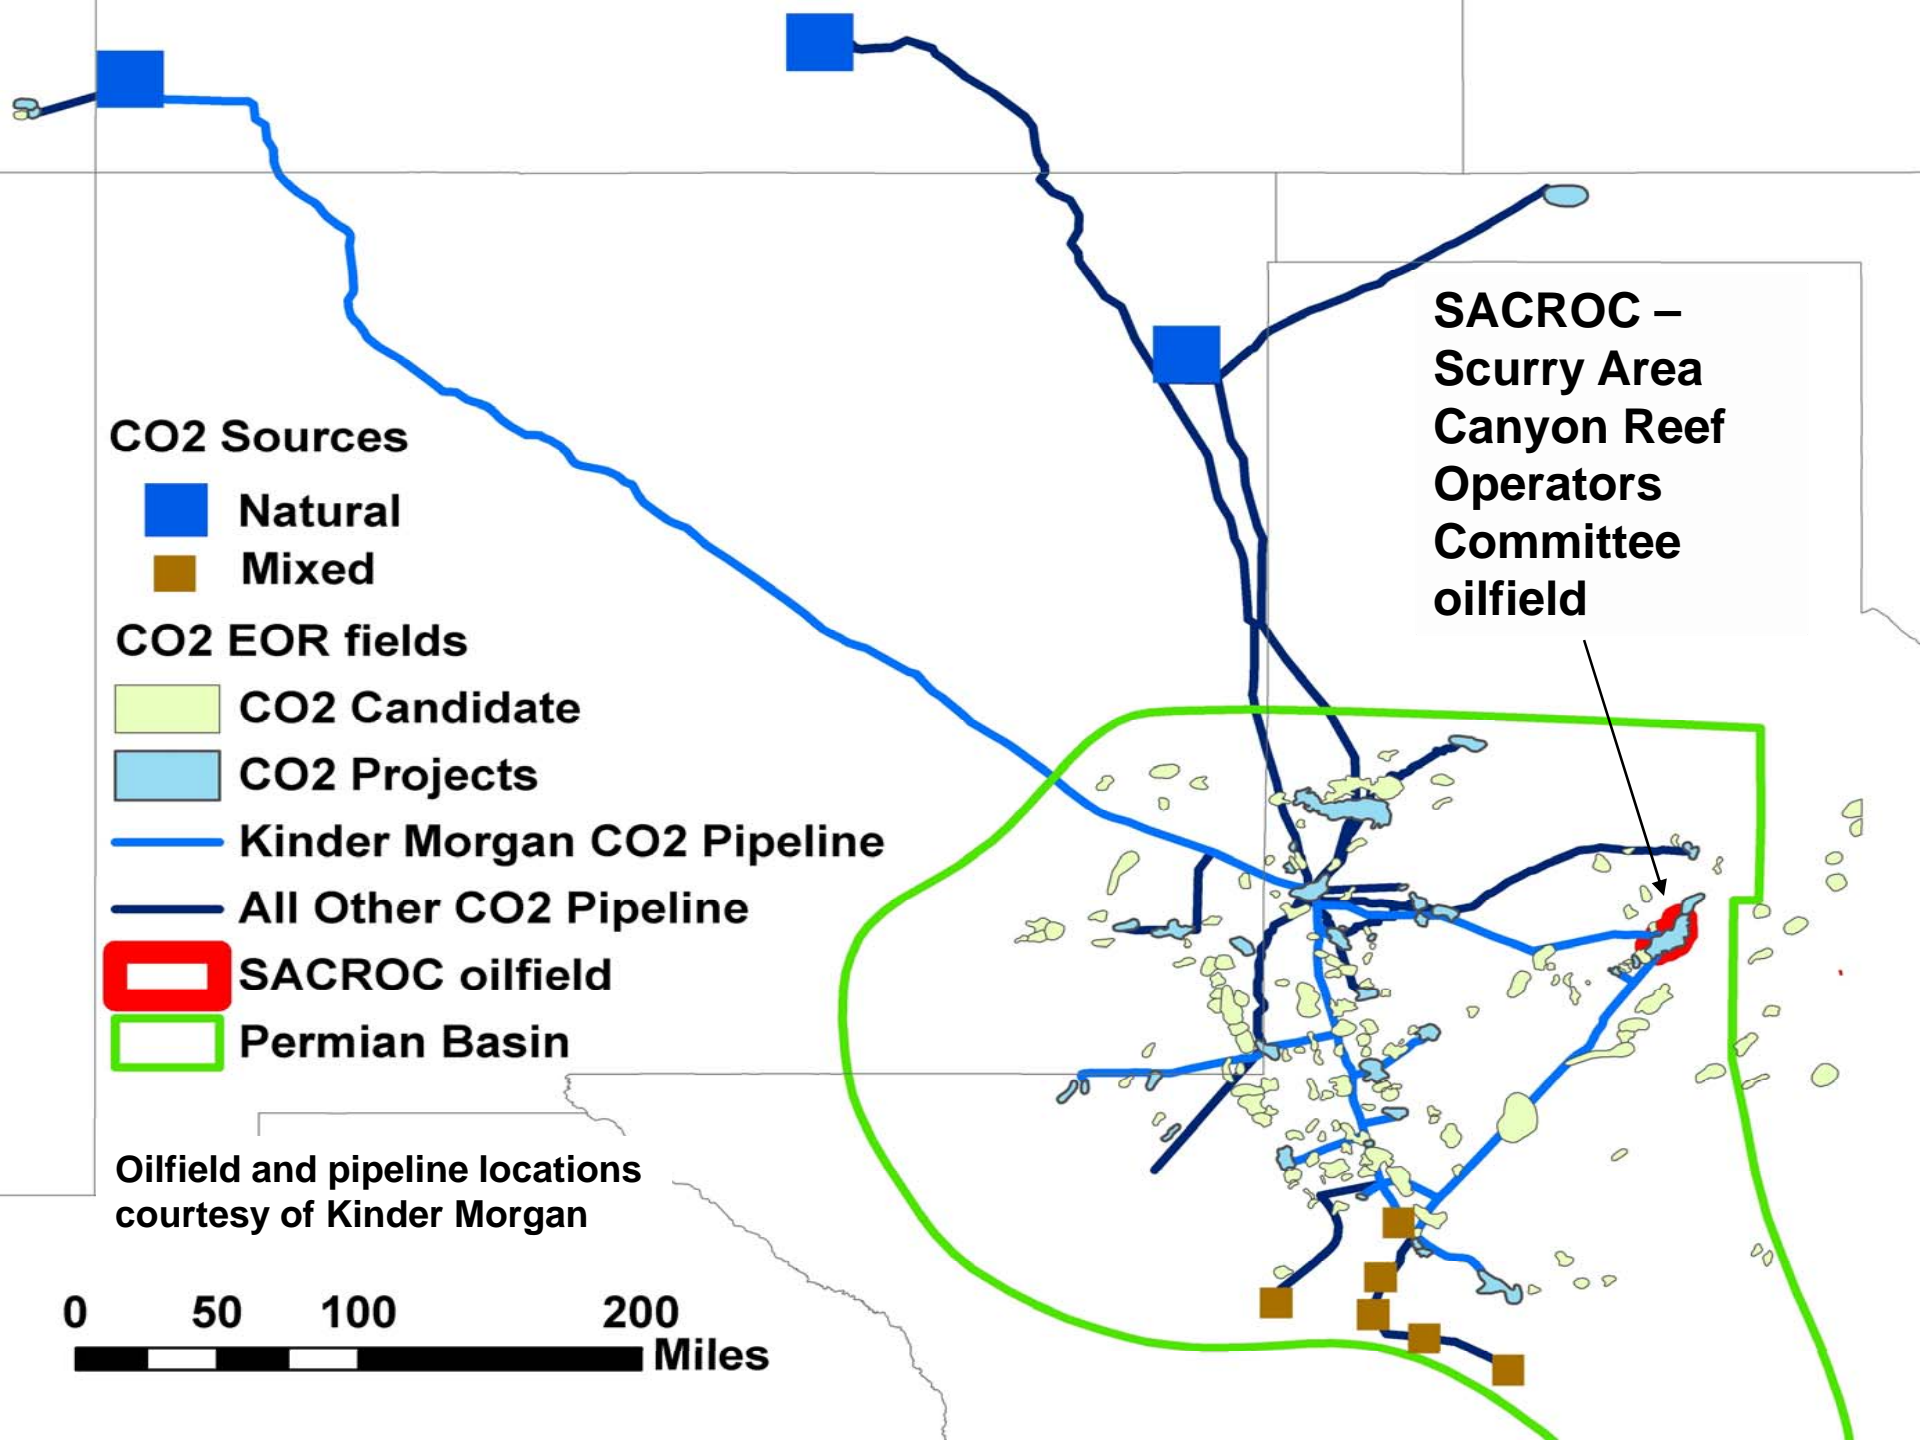 SACROC –
Scurry Area
Canyon Reef
Operators
Committee
oilfield
CO2 Sources
Natural
Mixed
CO2 EOR fields
CO2 Candidate
CO2 Projects
Kinder Morgan CO2 Pipeline
All Other CO2 Pipeline
SACROC oilfield
Permian Basin
Oilfield and pipeline locations
courtesy of Kinder Morgan
0 50 100 200
Miles